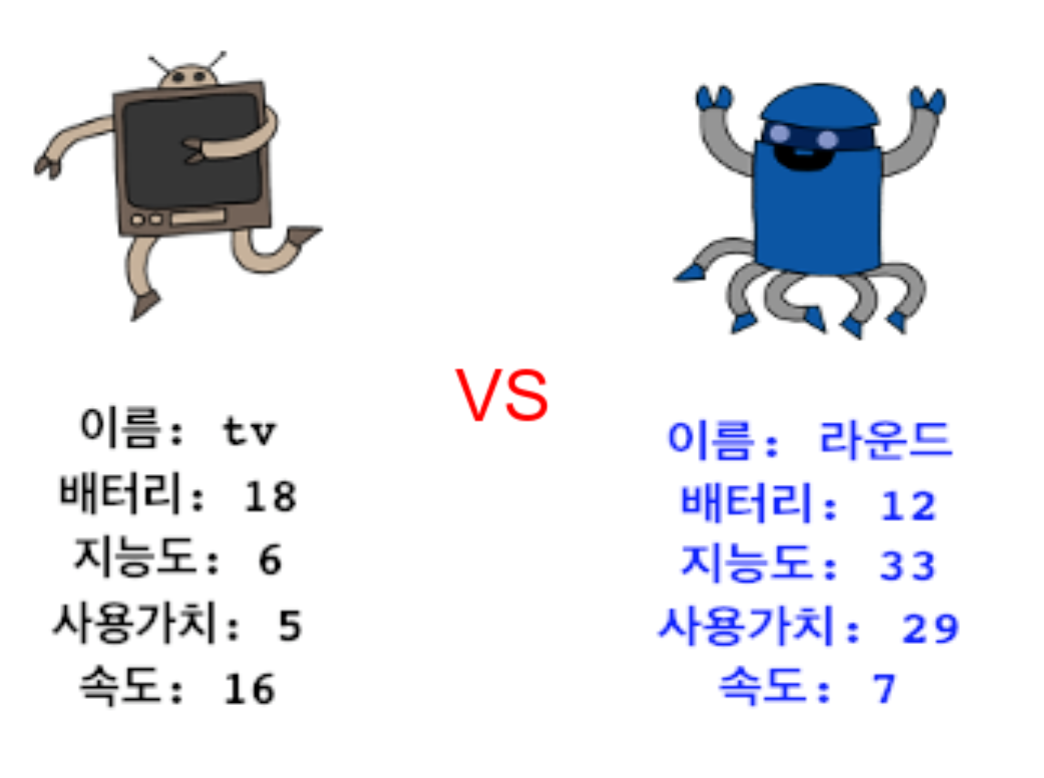 이름: tv
배터리: 18
지능도: 6
사용가치: 5
속도: 16
VS
이름: 라운드
배터리: 12
지능도: 33
사용가치: 29
속도: 7